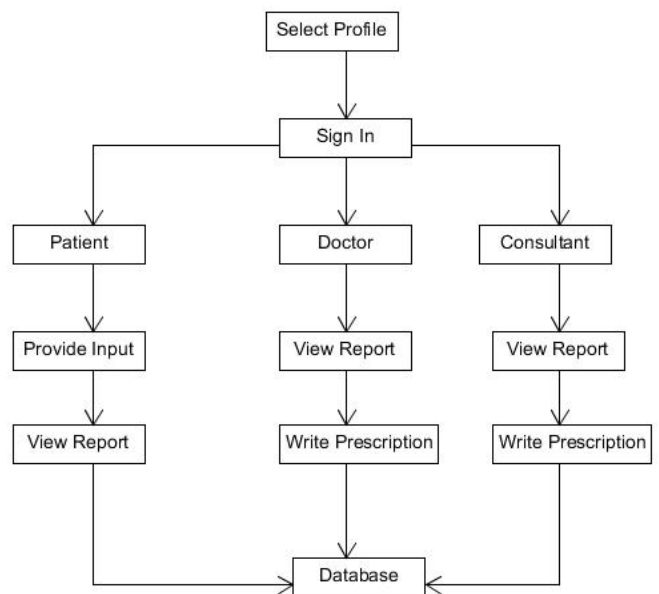 Select Profile
Sign In
Patient
Doctor
Consultant
Provide Input
View Report
View Report
View Report
Write Prescription
Write Prescription
Database